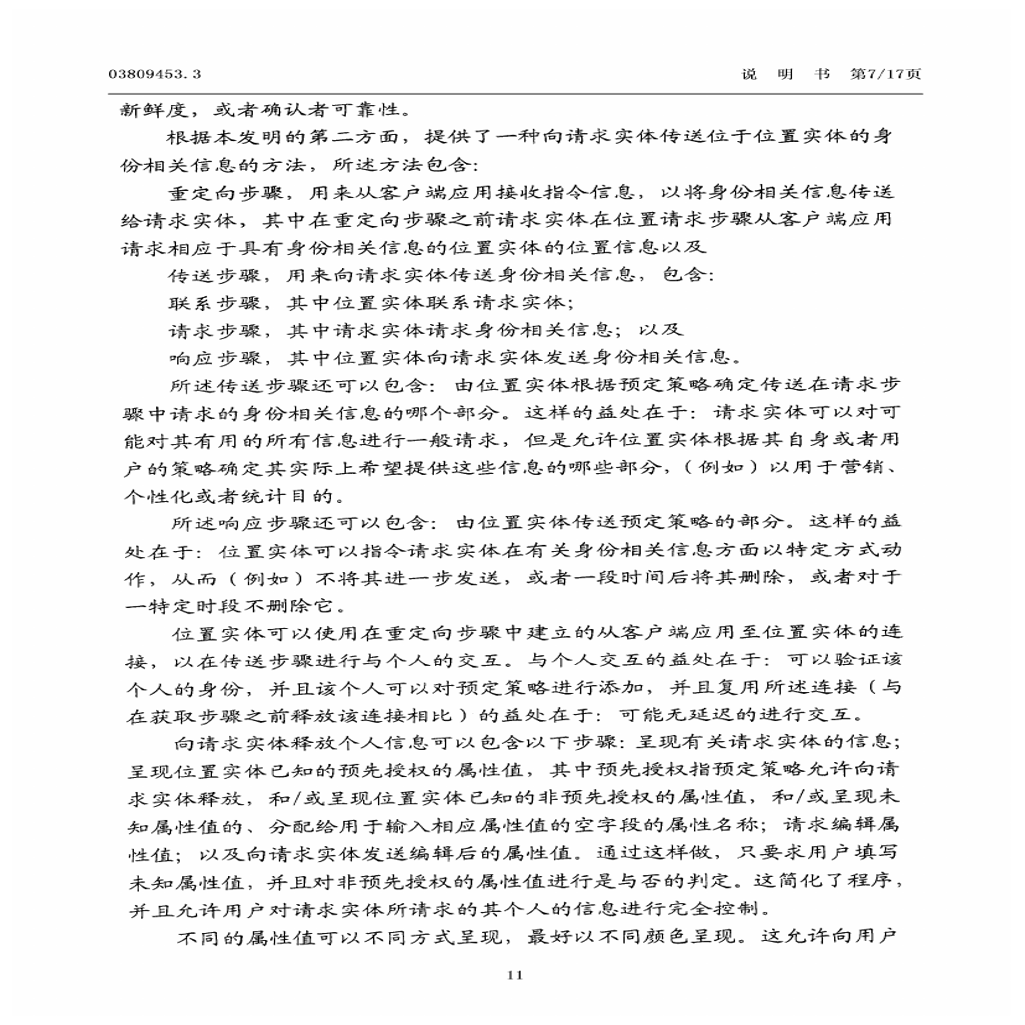 03809453.3
说 明 书 第7/17页
新鲜度，或者确认者可靠性。
根据本发明的第二方面，提供了一种向请求实体传送位于位置实体的身
份相关信息的方法，所述方法包含：
重定向步骤，用来从客户端应用接收指令信息，以将身份相关信息传送
给请求实体，其中在重定向步骤之前请求实体在位置请求步骤从客户端应用
请求相应于具有身份相关信息的位置实体的位置信息以及
传送步骤，用来向请求实体传送身份相关信息，包含：
联系步骤，其中位置实体联系请求实体；
请求步骤，其中请求实体请求身份相关信息；以及
响应步骤，其中位置实体向请求实体发送身份相关信息。
所述传送步骤还可以包含：由位置实体根据预定策略确定传送在请求步
骤中请求的身份相关信息的哪个部分。这样的益处在于：请求实体可以对可
能对其有用的所有信息进行一般请求，但是允许位置实体根据其自身或者用
户的策略确定其实际上希望提供这些信息的哪些部分，（例如）以用于营销、
个性化或者统计目的。
所述响应步骤还可以包含：由位置实体传送预定策略的部分。这样的益
处在于：位置实体可以指令请求实体在有关身份相关信息方面以特定方式动
作，从而（例如）不将其进一步发送，或者一段时间后将其删除，或者对于
一特定时段不删除它。
位置实体可以使用在重定向步骤中建立的从客户端应用至位置实体的连
接，以在传送步骤进行与个人的交互。与个人交互的益处在于：可以验证该
个人的身份，并且该个人可以对预定策略进行添加，并且复用所述连接（与
在获取步骤之前释放该连接相比）的益处在于：可能无延迟的进行交互。
向请求实体释放个人信息可以包含以下步骤：呈现有关请求实体的信息；
呈现位置实体已知的预先授权的属性值，其中预先授权指预定策略允许向请
求实体释放，和/或呈现位置实体已知的非预先授权的属性值，和/或呈现未
知属性值的、分配给用于输入相应属性值的空字段的属性名称；请求编辑属
性值；以及向请求实体发送编辑后的属性值。通过这样做，只要求用户填写
未知属性值，并且对非预先授权的属性值进行是与否的判定。这简化了程序，
并且允许用户对请求实体所请求的其个人的信息进行完全控制。
不同的属性值可以不同方式呈现，最好以不同颜色呈现。这允许向用户
11